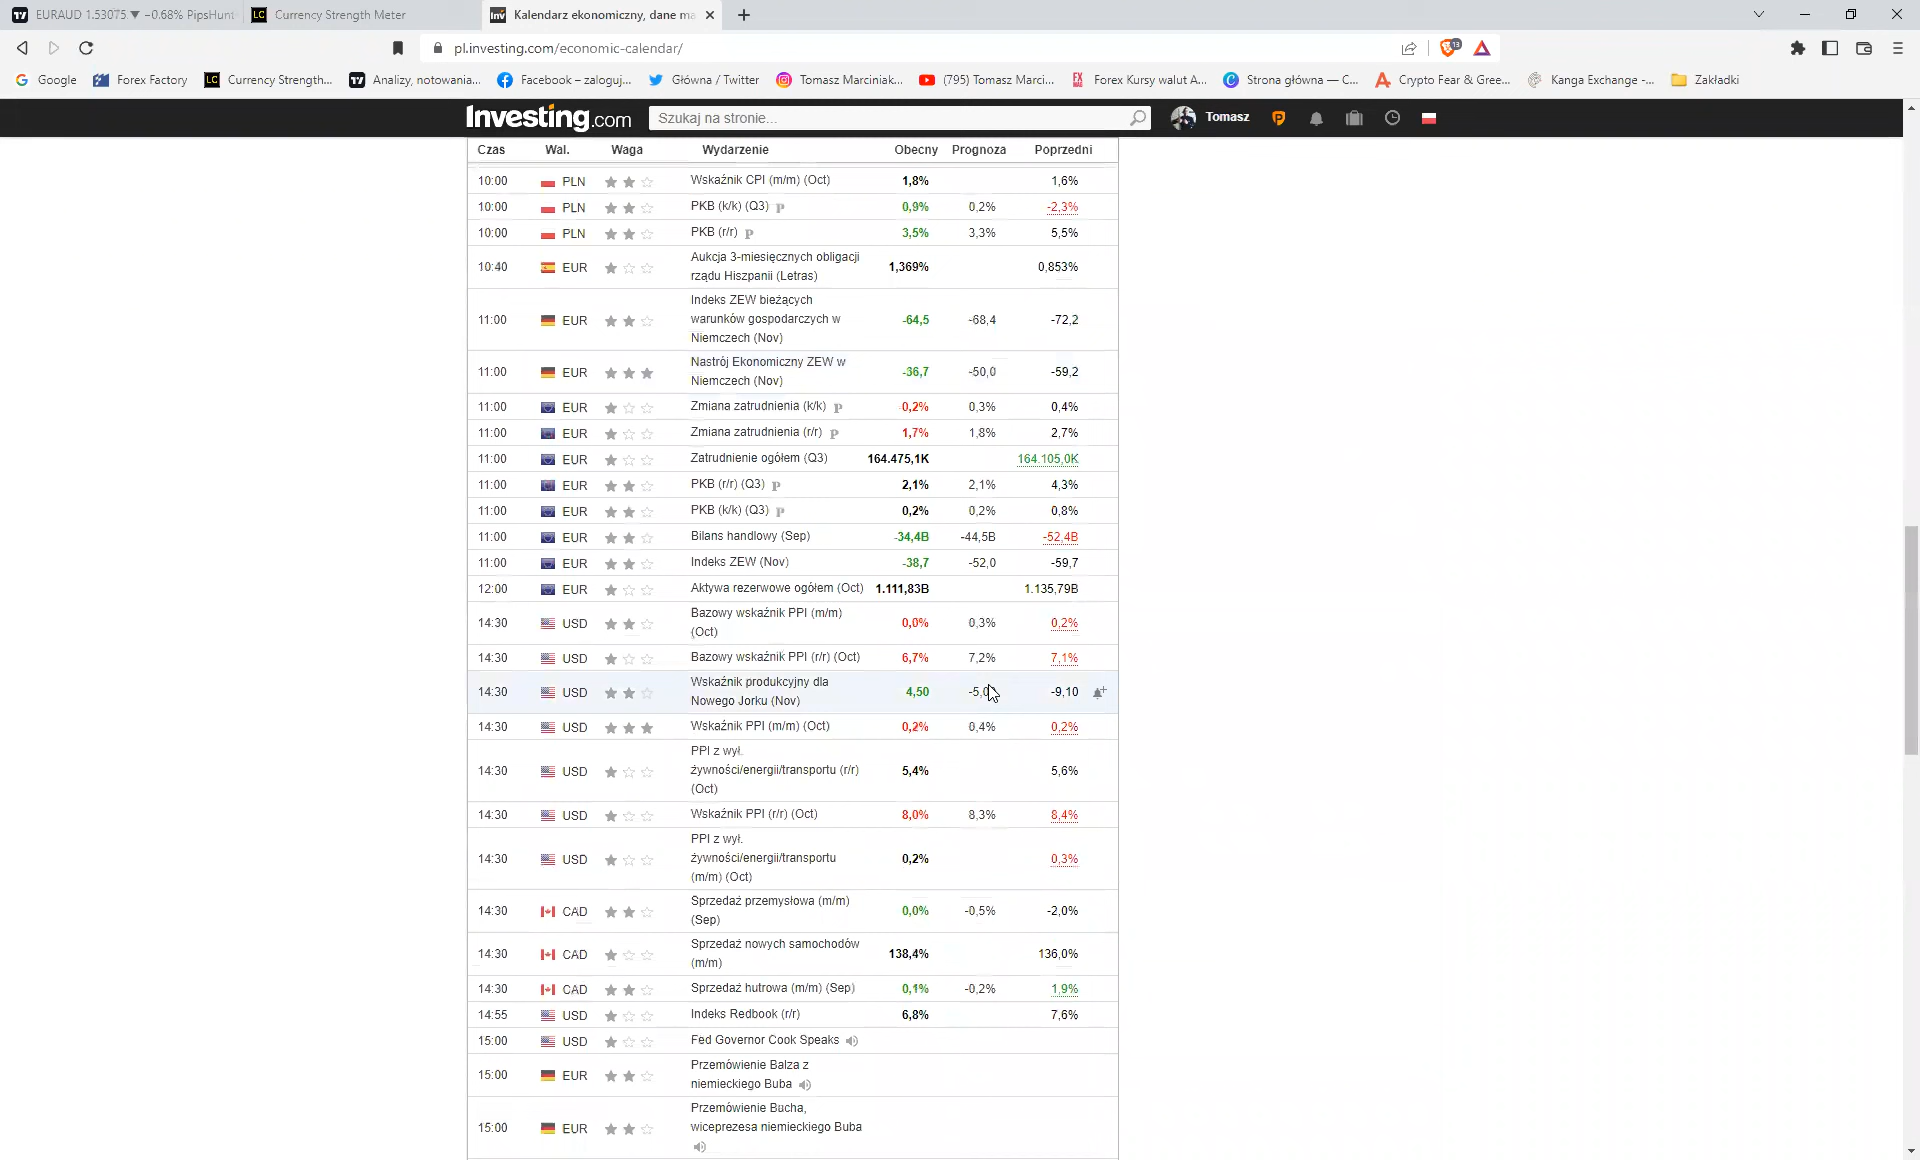 EURAUD 1.53075 ▼ −0.68% PipsHunt
Currency Strength Meter
Kalendarz ekonomiczny, dane ma
pl.investing.com/economic-calendar/
13
Google
Forex Factory
Currency Strength...
Analizy, notowania...
Facebook – zaloguj...
Główna / Twitter
Tomasz Marciniak...
(795) Tomasz Marci...
Forex Kursy walut A...
Strona główna — C...
Crypto Fear & Gree...
Kanga Exchange -...
Zakładki
Investing.com
Szukaj na stronie...
Tomasz
Czas Wal. Waga Wydarzenie Obecny Prognoza Poprzedni
10:00 PLN Wskaźnik CPI (m/m) (Oct) 1,8% 1,6%
10:00 PLN PKB (k/k) (Q3) P 0,9% 0,2% -2,3%
10:00 PLN PKB (r/r) P 3,5% 3,3% 5,5%
10:40 EUR Aukcja 3-miesięcznych obligacji
rządu Hiszpanii (Letras) 1,369% 0,853%
11:00 EUR Indeks ZEW bieżących
warunków gospodarczych w
Niemczech (Nov) -64,5 -68,4 -72,2
11:00 EUR Nastrój Ekonomiczny ZEW w
Niemczech (Nov) -36,7 -50,0 -59,2
11:00 EUR Zmiana zatrudnienia (k/k) P 0,2% 0,3% 0,4%
11:00 EUR Zmiana zatrudnienia (r/r) P 1,7% 1,8% 2,7%
11:00 EUR Zatrudnienie ogółem (Q3) 164.475,1K 164.105,0K
11:00 EUR PKB (r/r) (Q3) P 2,1% 2,1% 4,3%
11:00 EUR PKB (k/k) (Q3) P 0,2% 0,2% 0,8%
11:00 EUR Bilans handlowy (Sep) -34,4B -44,5B -52,4B
11:00 EUR Indeks ZEW (Nov) -38,7 -52,0 -59,7
12:00 EUR Aktywa rezerwowe ogółem (Oct) 1.111,83B 1.135,79B
14:30 USD Bazowy wskaźnik PPI (m/m)
(Oct) 0,0% 0,3% 0,2%
14:30 USD Bazowy wskaźnik PPI (r/r) (Oct) 6,7% 7,2% 7,1%
14:30 USD Wskaźnik produkcyjny dla
Nowego Jorku (Nov) 4,50 -9,10
14:30 USD Wskaźnik PPI (m/m) (Oct) 0,2% 0,4% 0,2%
14:30 USD PPI z wył.
żywności/energii/transportu (r/r)
(Oct) 5,4% 5,6%
14:30 USD Wskaźnik PPI (r/r) (Oct) 8,0% 8,3% 8,4%
14:30 USD PPI z wył.
żywności/energii/transportu
(m/m) (Oct) 0,2% 0,3%
14:30 CAD Sprzedaż przemysłowa (m/m)
(Sep) 0,0% -0,5% -2,0%
14:30 CAD Sprzedaż nowych samochodów
(m/m) 138,4% 136,0%
14:30 CAD Sprzedaż hutrowa (m/m) (Sep) 0,1% -0,2% 1,9%
14:55 USD Indeks Redbook (r/r) 6,8% 7,6%
15:00 USD Fed Governor Cook Speaks
15:00 EUR Przemówienie Balza z
niemieckiego Buba
15:00 EUR Przemówienie Bucha,
wiceprezesa niemieckiego Buba